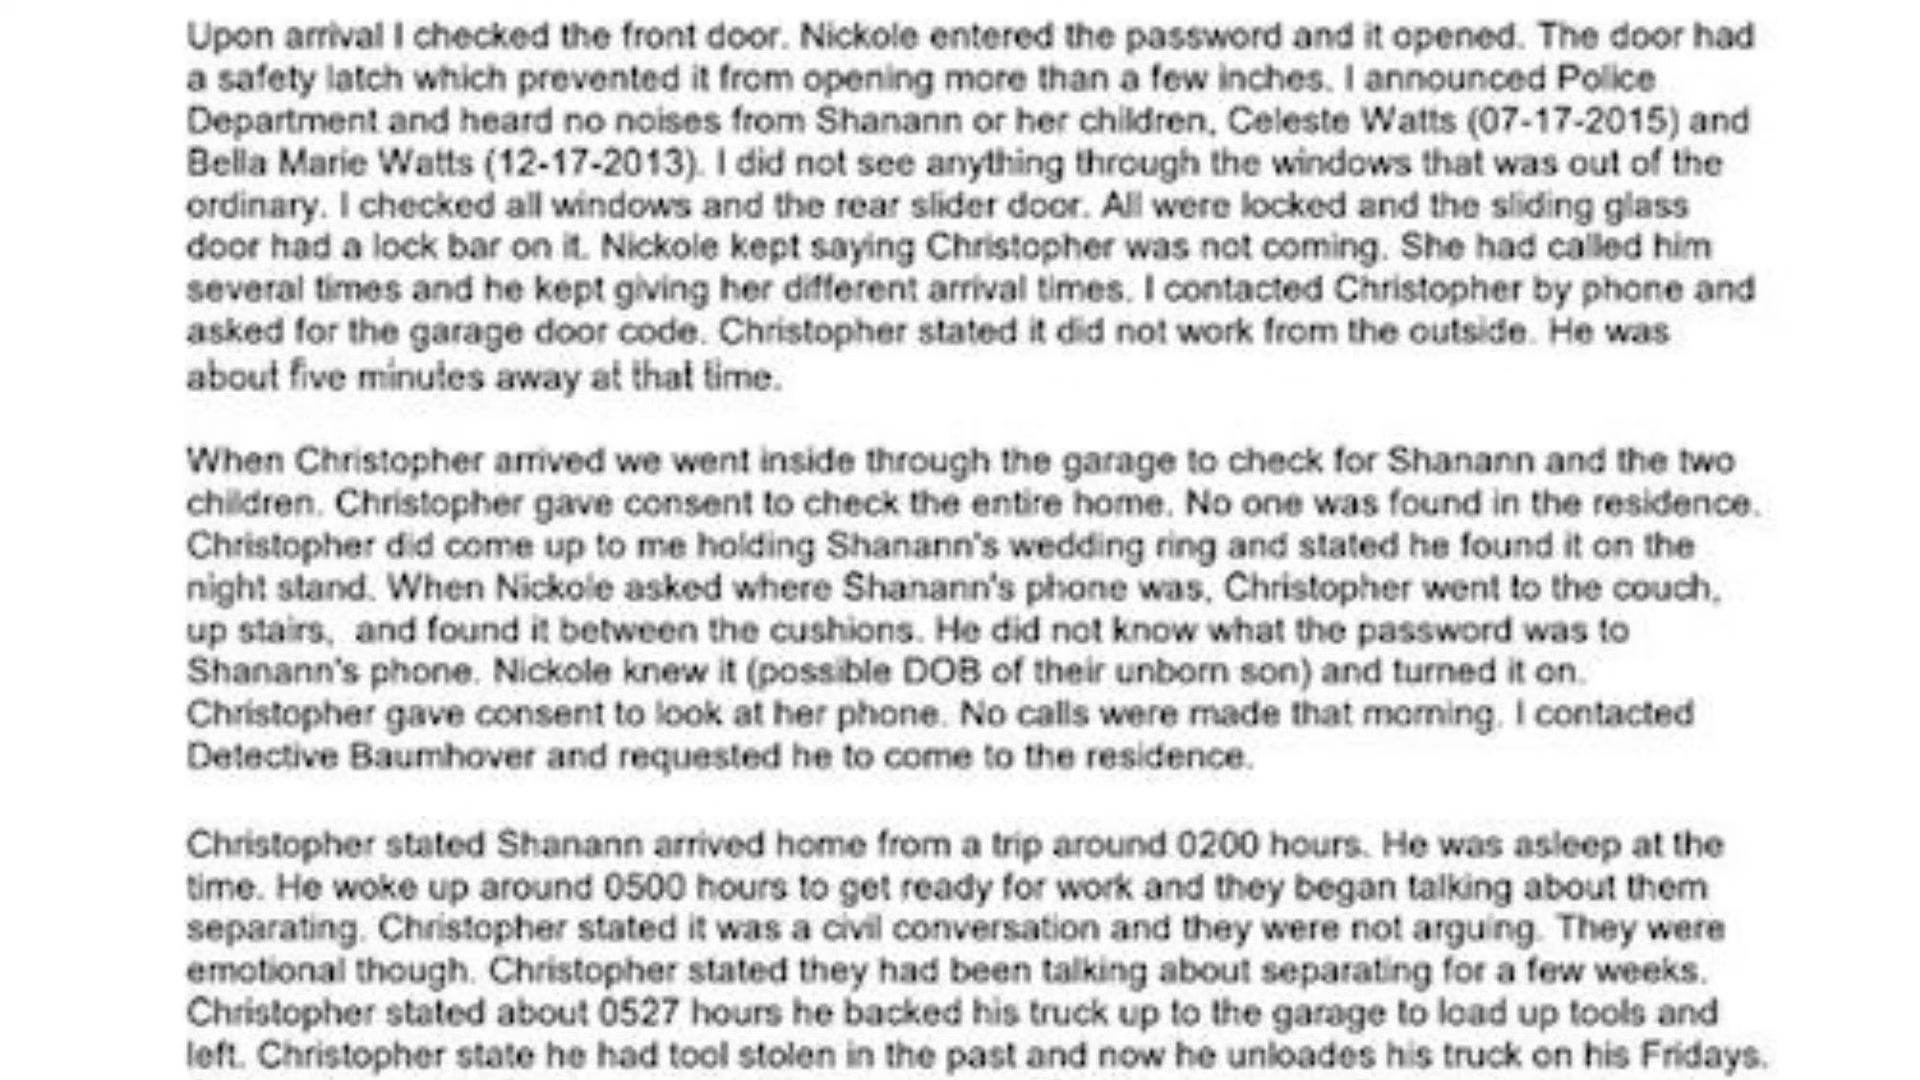 Upon arrival I checked the front door. Nickole entered the password and it opened. The door had
a safety latch which prevented it from opening more than a few inches. I announced Police
Department and heard no noises from Shanann or her children, Celeste Watts (07-17-2015) and
Bella Marie Watts (12-17-2013). I did not see anything through the windows that was out of the
ordinary. I checked all windows and the rear slider door. All were locked and the sliding glass
door had a lock bar on it. Nickole kept saying Christopher was not coming. She had called him
several times and he kept giving her different arrival times. I contacted Christopher by phone and
asked for the garage door code. Christopher stated it did not work from the outside. He was
about five minutes away at that time.
When Christopher arrived we went inside through the garage to check for Shanann and the two
children. Christopher gave consent to check the entire home. No one was found in the residence.
Christopher did come up to me holding Shanann's wedding ring and stated he found it on the
night stand. When Nickole asked where Shanann's phone was, Christopher went to the couch,
up stairs, and found it between the cushions. He did not know what the password was to
Shanann's phone. Nickole knew it (possible DOB of their unborn son) and turned it on.
Christopher gave consent to look at her phone. No calls were made that morning. I contacted
Detective Baumhover and requested he to come to the residence.
Christopher stated Shanann arrived home from a trip around 0200 hours. He was asleep at the
time. He woke up around 0500 hours to get ready for work and they began talking about them
separating. Christopher stated it was a civil conversation and they were not arguing. They were
emotional though. Christopher stated they had been talking about separating for a few weeks.
Christopher stated about 0527 hours he backed his truck up to the garage to load up tools and
left. Christopher state he had tool stolen in the past and now he unloades his truck on his Fridays.